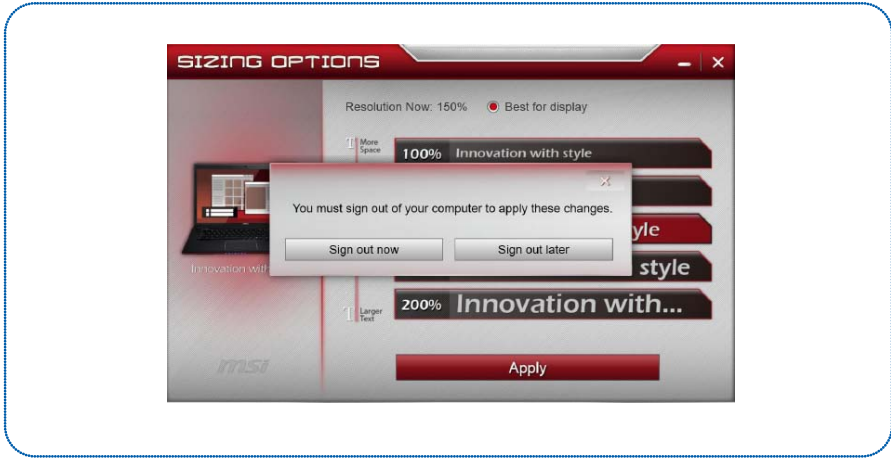 SIZING OPTIONS
Resolution Now: 150% Best for display
More
Space
100% Innovation with style
You must sign out of your computer to apply these changes.
yle
Sign out now Sign out later
Innovation with
style
Larger
Text
200% Innovation with...
msi
Apply